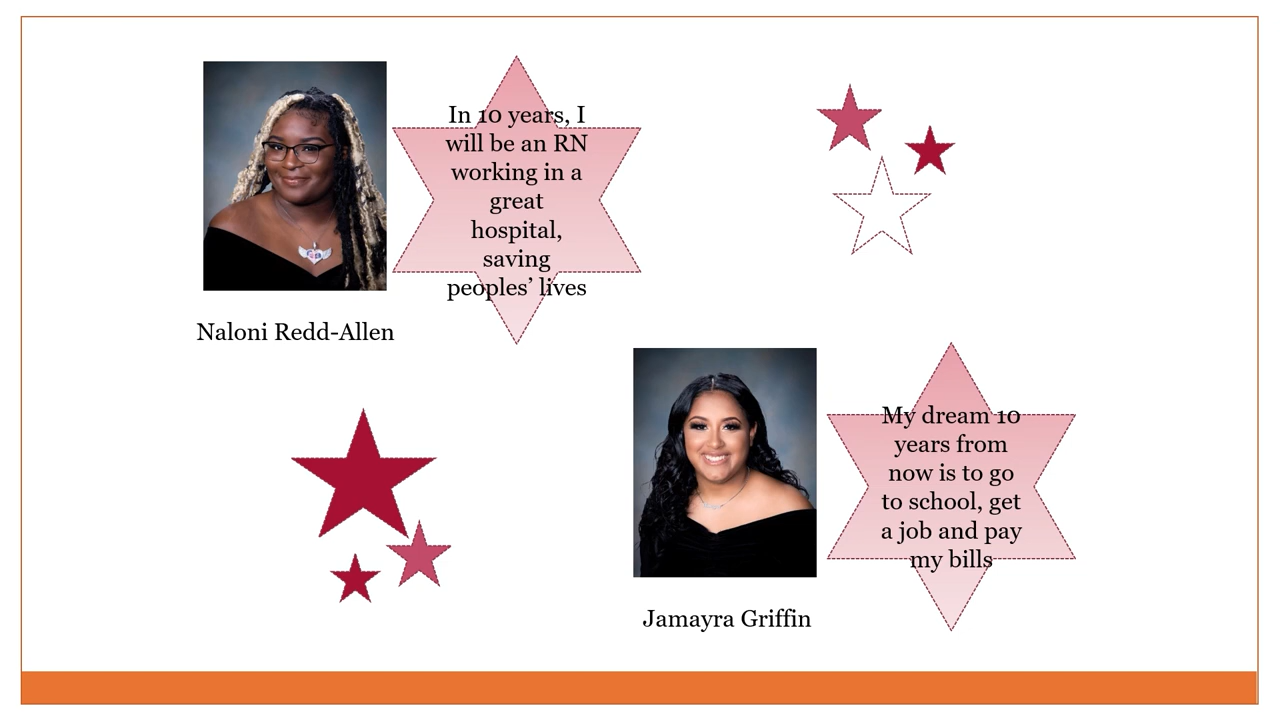 In 10 years, I
will be an RN
working in a
great
hospital,
saving
peoples’ lives
Naloni Redd-Allen
My dream 10
years from
now is to go
to school, get
a job and pay
my bills
Jamayra Griffin